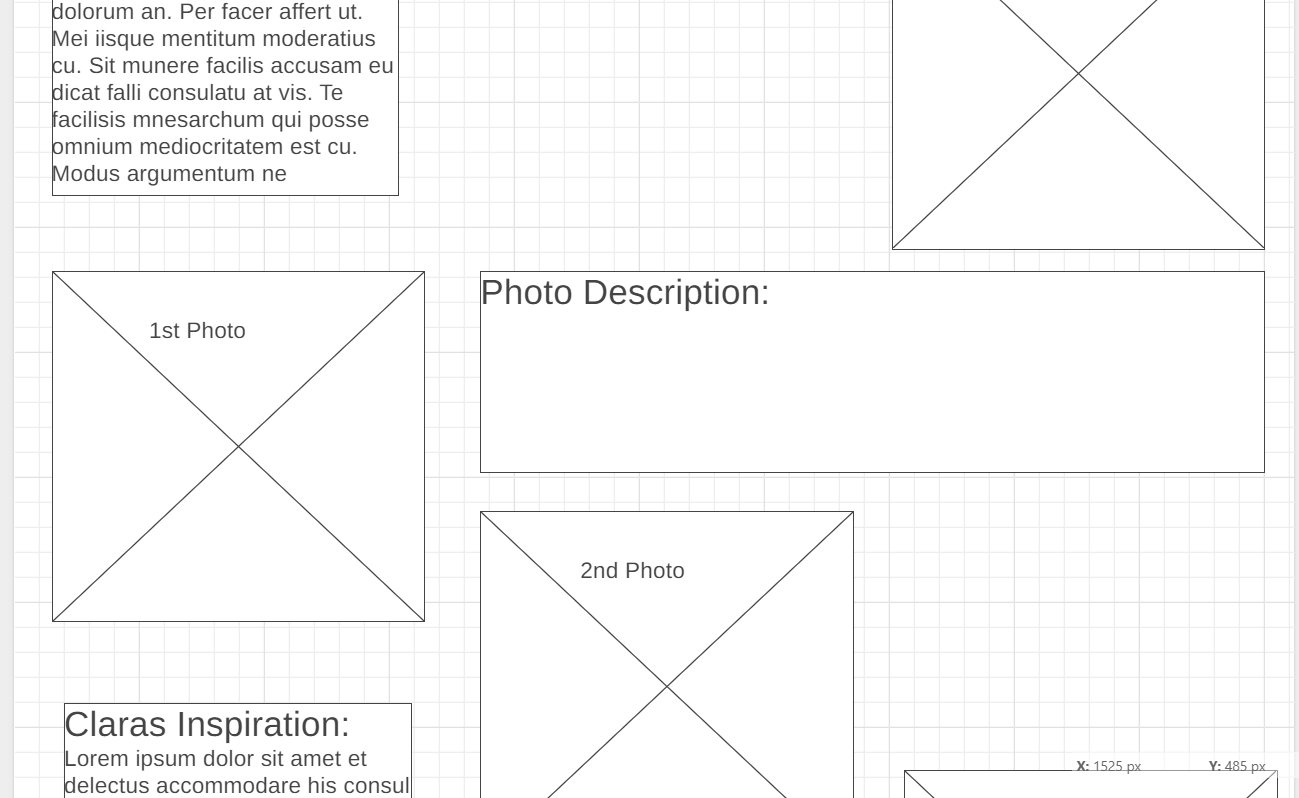 dolorum an. Per facer affert ut.
Mei iisque mentitum moderatius
cu. Sit munere facilis accusam eu
dicat falli consulatu at vis. Te
facilisis mnesarchum qui posse
omnium mediocritatem est cu.
Modus argumentum ne
1st Photo
Photo Description:
2nd Photo
Claras Inspiration:
Lorem ipsum dolor sit amet et
delectus accommodare his consul
X: 1525 px Y: 485 px